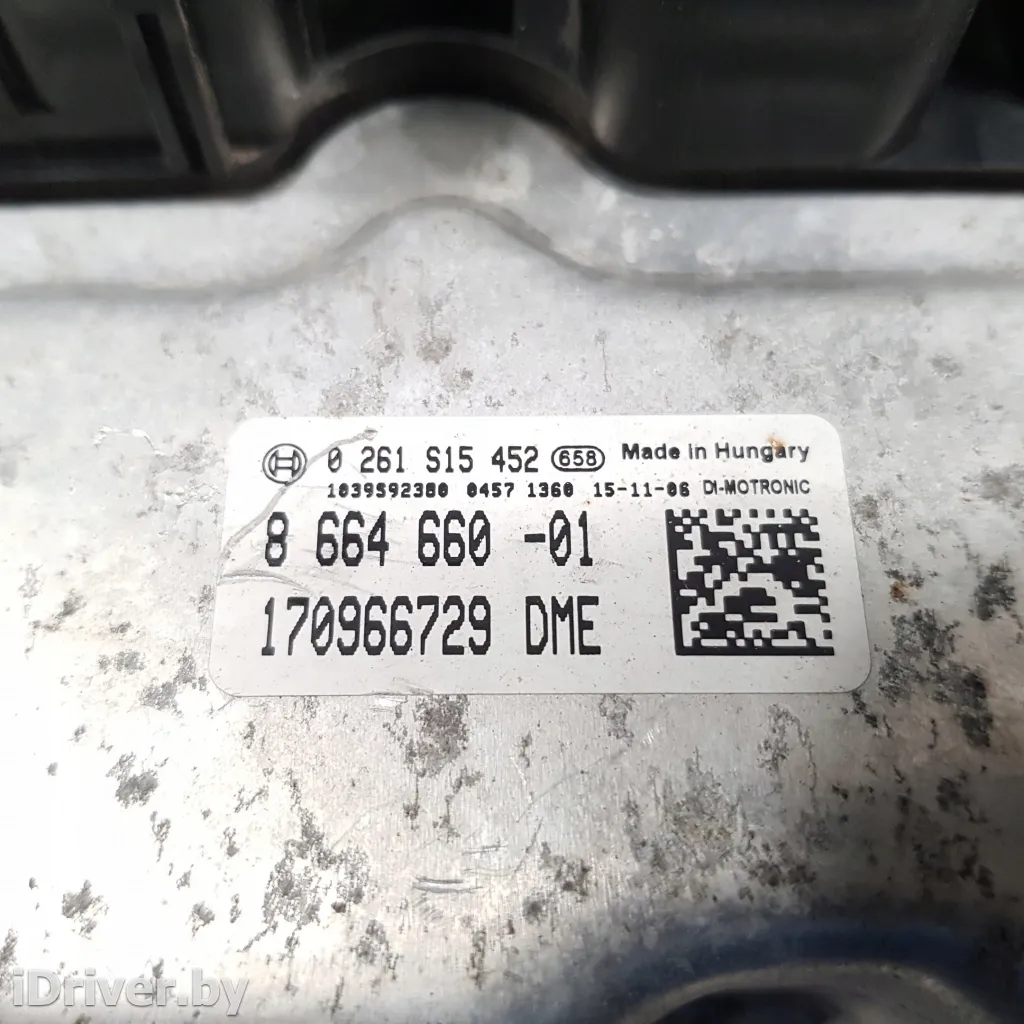 0 261 S15 452 658 Made in Hungary
1039S92380 0457 1360 15-11-06 DI-MOTRONIC
8 664 660 -01
170966729 DME
iDriver.by